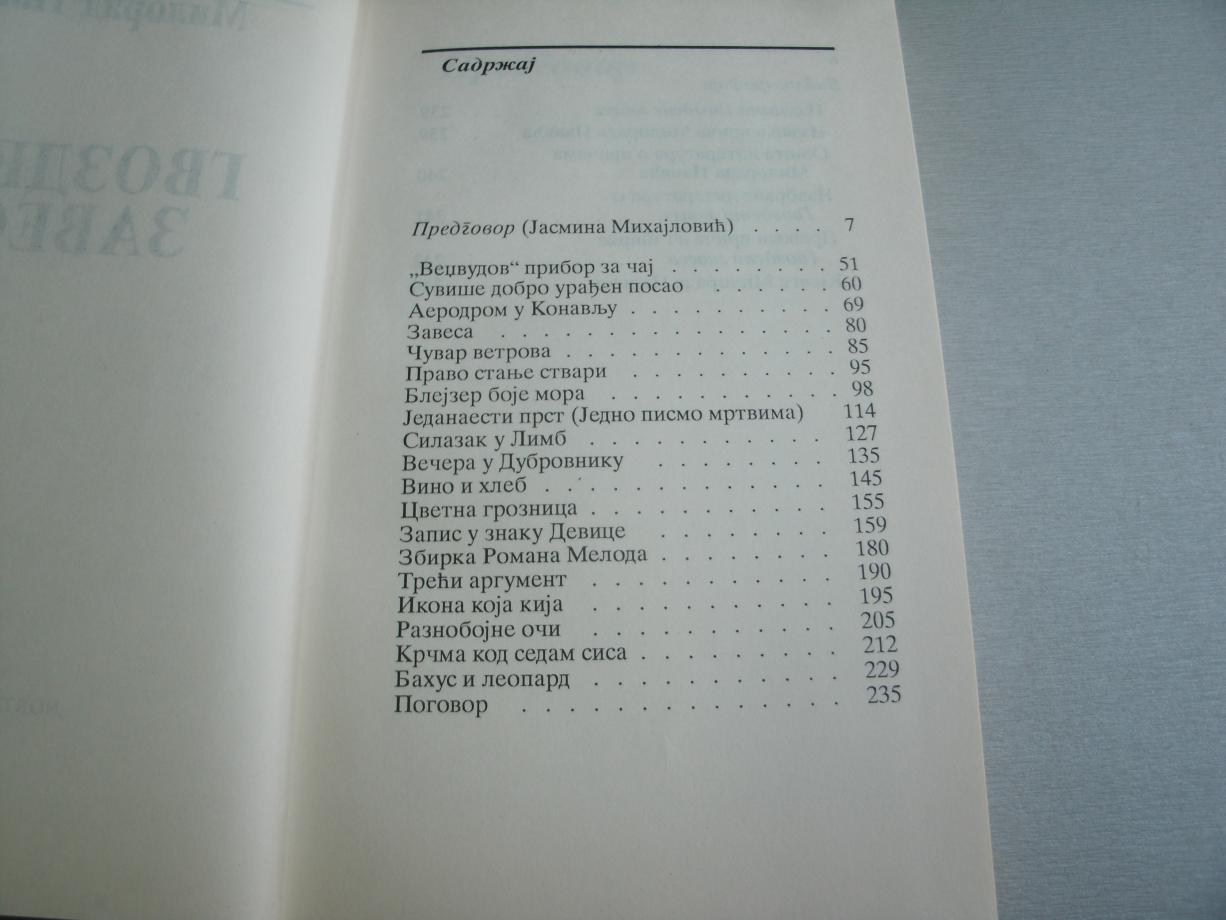 Садржај
Предговор (Јасмина Михајловић) . . . . 7
„Веџвудов“ прибор за чај . . . . . . . . 51
Сувише добро урађен посао . . . . . . 60
Аеродром у Конављу . . . . . . . . . . 69
Завеса . . . . . . . . . . . . . . . . 80
Чувар ветрова . . . . . . . . . . . . . 85
Право стање ствари . . . . . . . . . . 95
Блејзер боје мора . . . . . . . . . . . 98
Једанаести прст (Једно писмо мртвима) 114
Силазак у Лимб . . . . . . . . . . . 127
Вечера у Дубровнику . . . . . . . . 135
Вино и хлеб . . . . . . . . . . . . . 145
Цветна грозница . . . . . . . . . . . 155
Запис у знаку Девице . . . . . . . . 159
Збирка Романа Мелода . . . . . . . . 180
Трећи аргумент . . . . . . . . . . . 190
Икона која кија . . . . . . . . . . . 195
Разнобојне очи . . . . . . . . . . . 205
Крчма код седам сиса . . . . . . . . . 212
Бахус и леопард . . . . . . . . . . . 229
Поговор . . . . . . . . . . . . . . 235